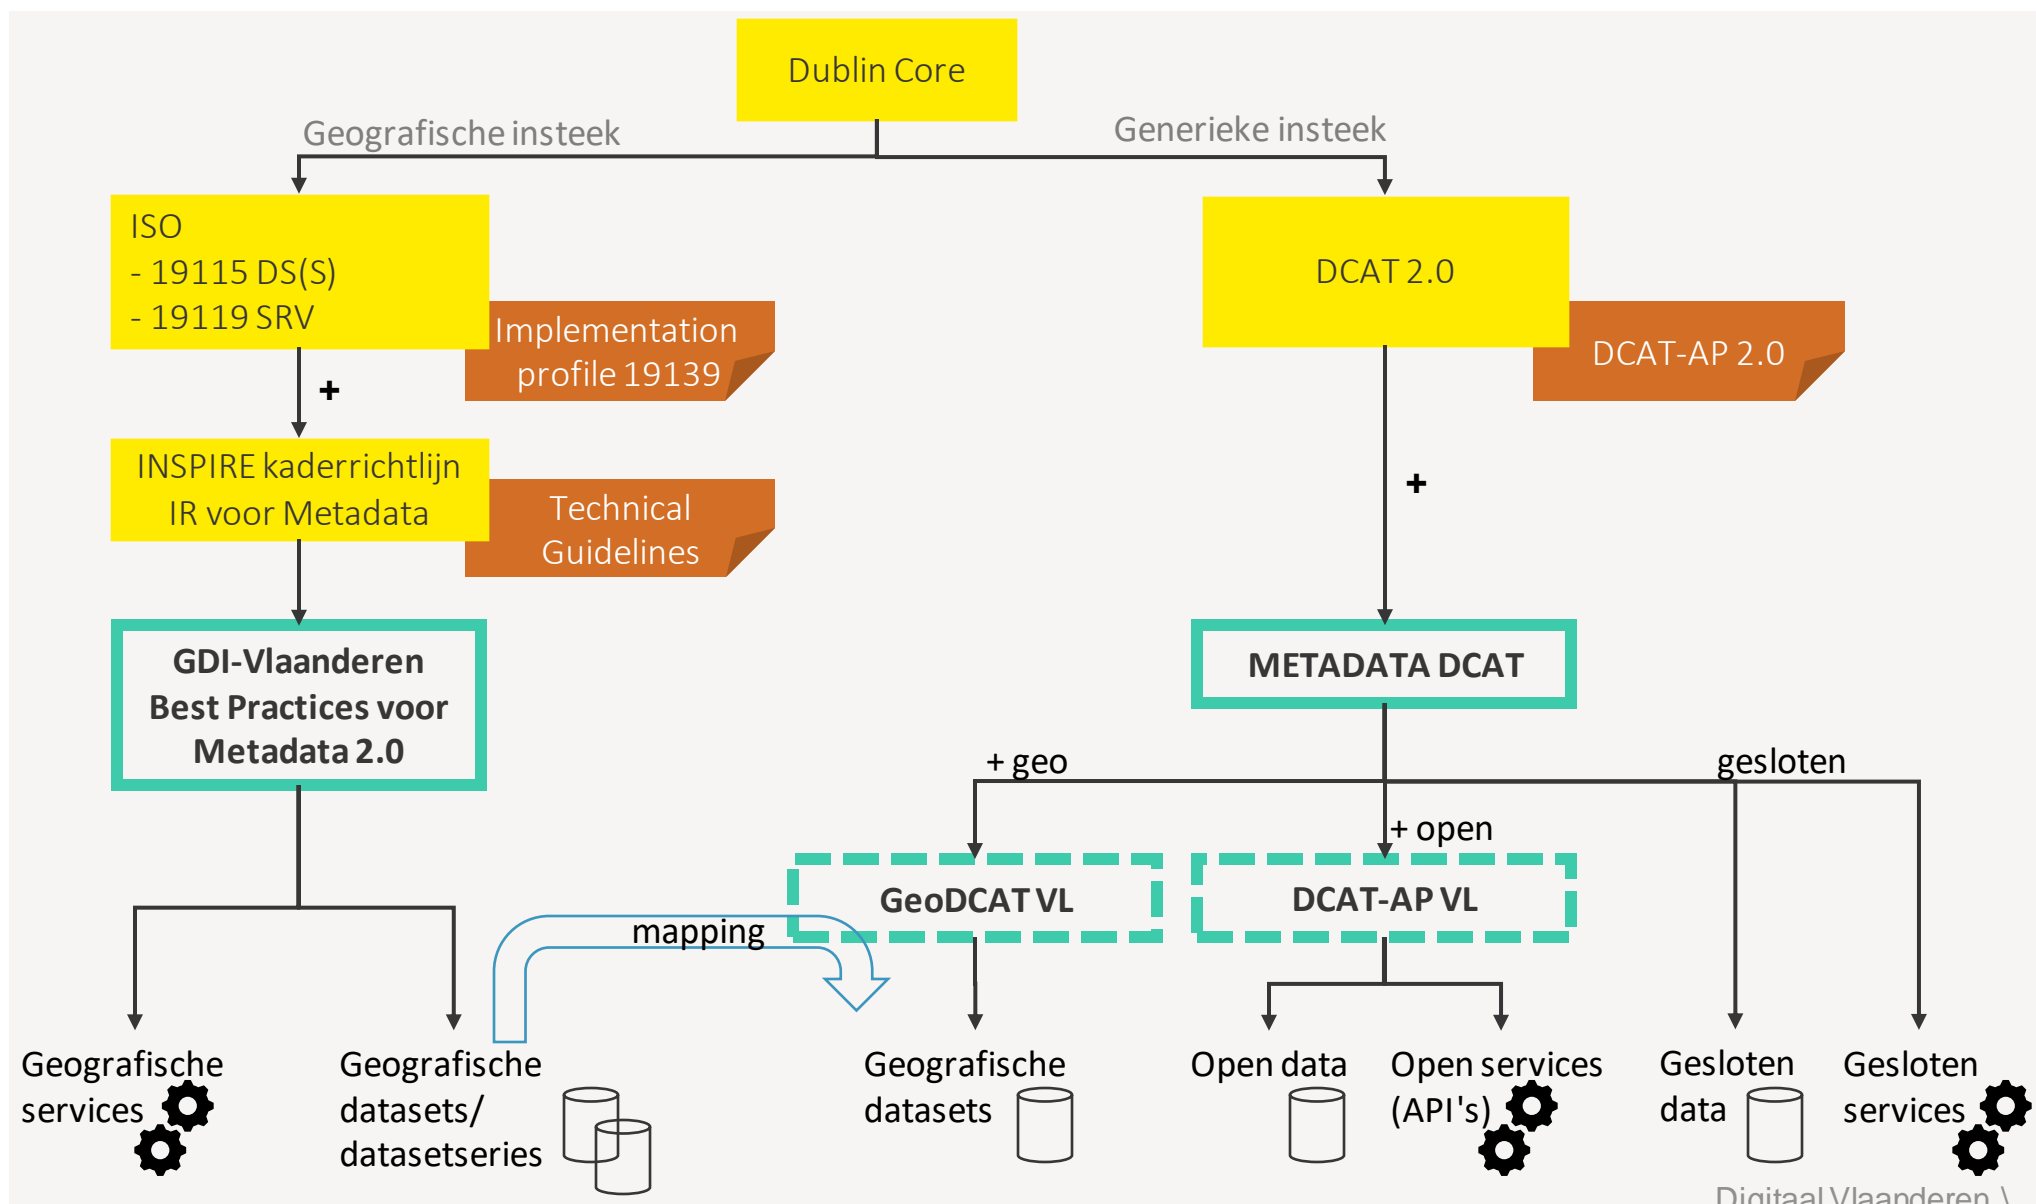 Dublin Core
Geografische insteek
Generieke insteek
ISO
- 19115 DS(S)
- 19119 SRV
Implementation
profile 19139
DCAT 2.0
DCAT-AP 2.0
+
INSPIRE kaderrichtlijn
IR voor Metadata
Technical
Guidelines
+
GDI-Vlaanderen
Best Practices voor
Metadata 2.0
METADATA DCAT
+ geo
gesloten
+ open
GeoDCAT VL
DCAT-AP VL
mapping
Geografische
services
Geografische
datasets/
datasetseries
Geografische
datasets
Open data
Open services
(API's)
Gesloten
data
Gesloten
services
Digitaal Vlaanderen \